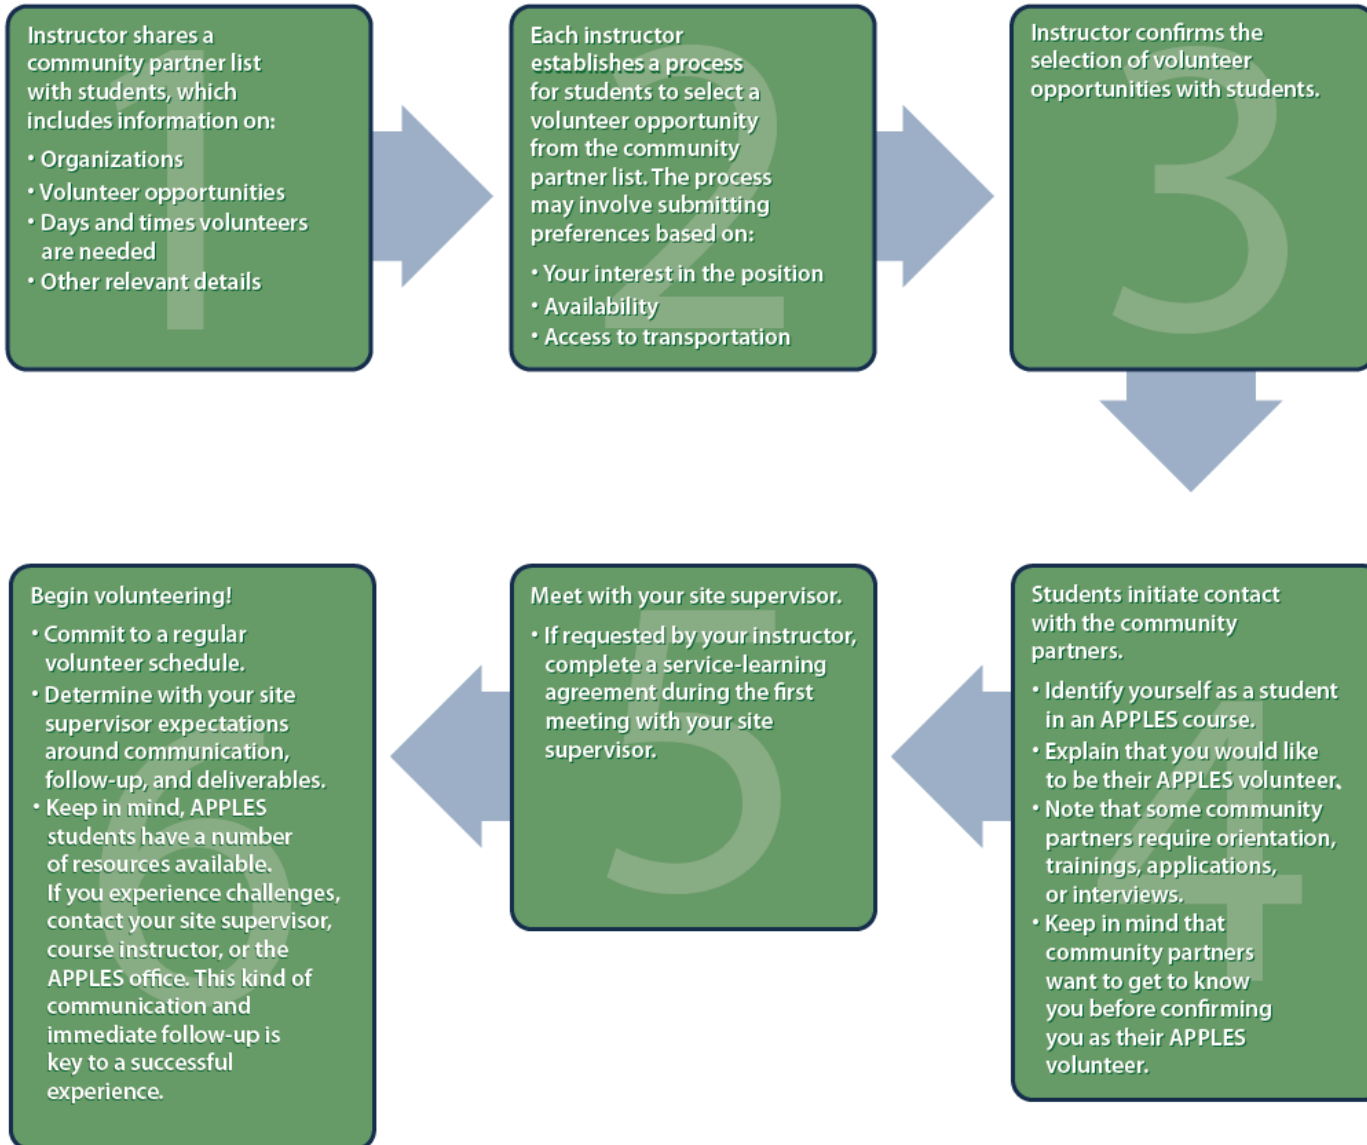 1
Instructor shares a
community partner list
with students, which
includes information on:
• Organizations
• Volunteer opportunities
• Days and times volunteers
are needed
• Other relevant details
2
Each instructor
establishes a process
for students to select a
volunteer opportunity
from the community
partner list. The process
may involve submitting
preferences based on:
• Your interest in the position
• Availability
• Access to transportation
3
Instructor confirms the
selection of volunteer
opportunities with students.
4
Students initiate contact
with the community
partners.
• Identify yourself as a student
in an APPLES course.
• Explain that you would like
to be their APPLES volunteer.
• Note that some community
partners require orientation,
trainings, applications,
or interviews.
• Keep in mind that
community partners
want to get to know
you before confirming
you as their APPLES
volunteer.
5
Meet with your site supervisor.
• If requested by your instructor,
complete a service-learning
agreement during the first
meeting with your site
supervisor.
6
Begin volunteering!
• Commit to a regular
volunteer schedule.
• Determine with your site
supervisor expectations
around communication,
follow-up, and deliverables.
• Keep in mind, APPLES
students have a number
of resources available.
If you experience challenges,
contact your site supervisor,
course instructor, or the
APPLES office. This kind of
communication and
immediate follow-up is
key to a successful
experience.